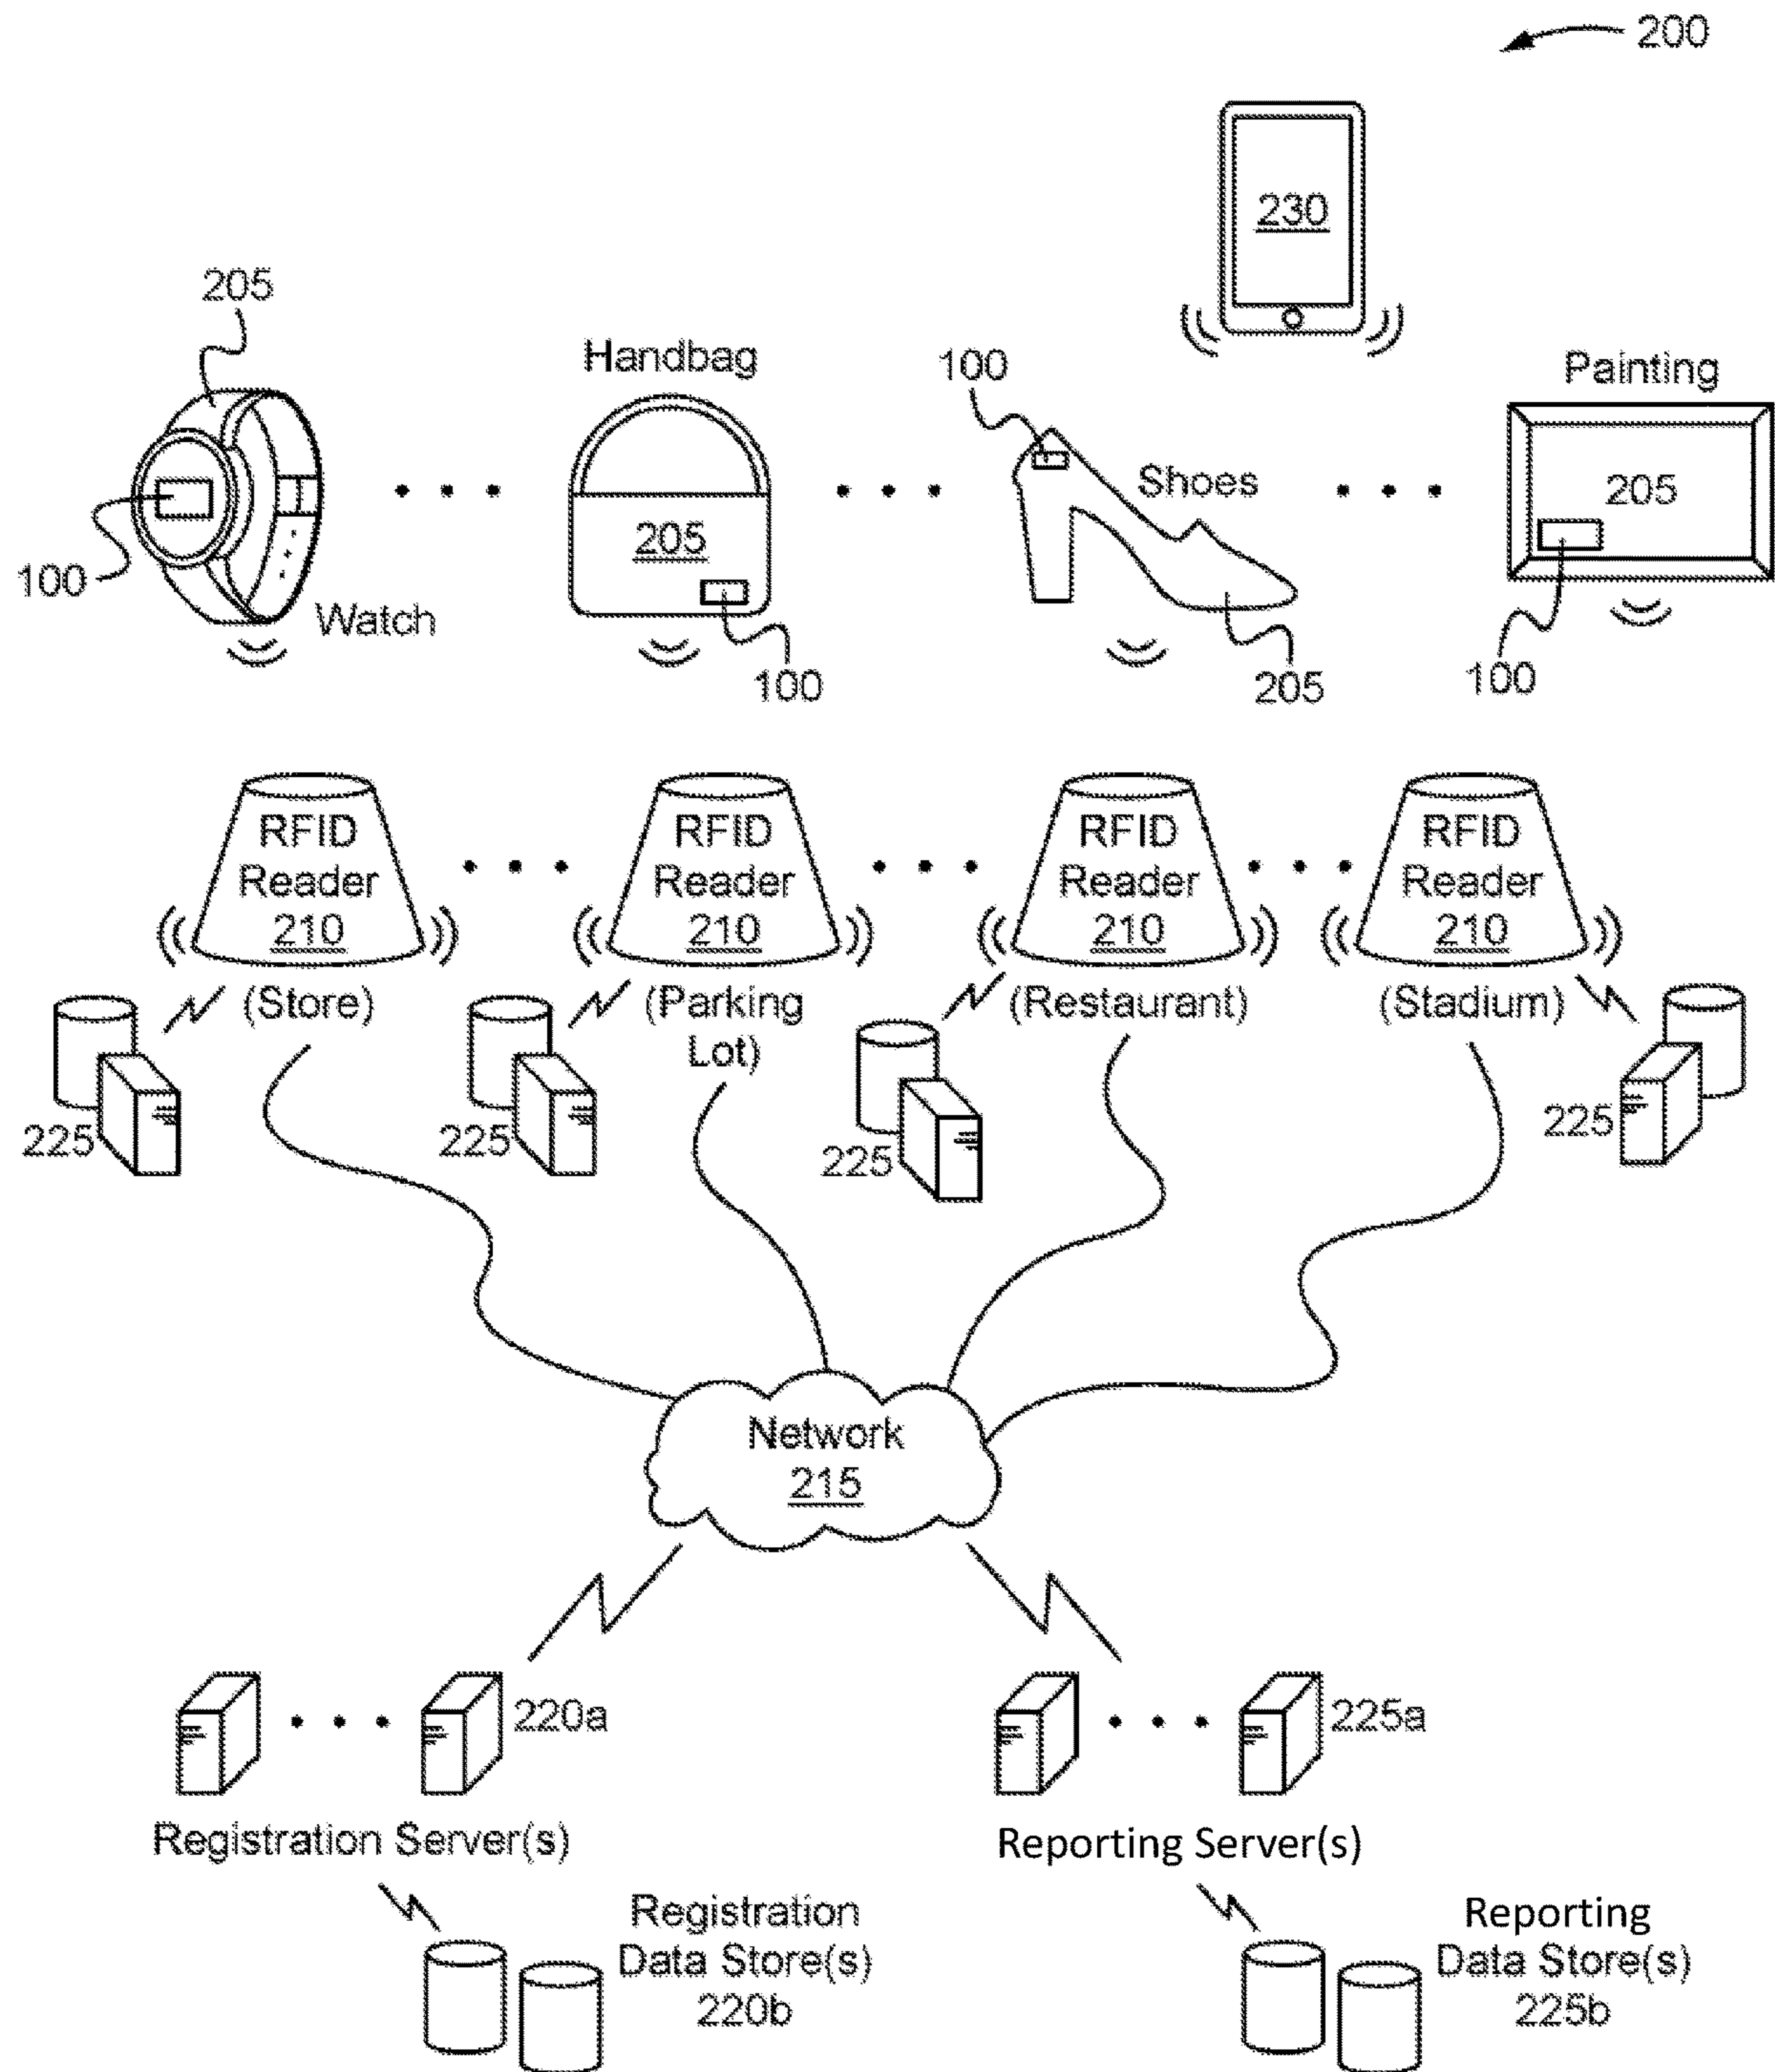 200
230
205
Handbag
100
Painting
Shoes
205
205
100
Watch
100
205
100
RFID
Reader
210
(Store)
RFID
Reader
210
(Parking
Lot)
RFID
Reader
210
(Restaurant)
RFID
Reader
210
(Stadium)
225
225
225
225
Network
215
220a
225a
Registration Server(s)
Reporting Server(s)
Registration
Data Store(s)
220b
Reporting
Data Store(s)
225b